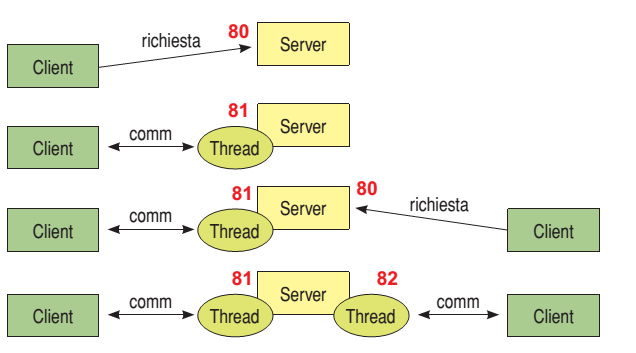 80
richiesta
Server
Client
81
Server
comm
Client
Thread
81
80
Server
richiesta
comm
Client
Thread
Client
81
82
Server
comm
comm
Client
Thread
Thread
Client